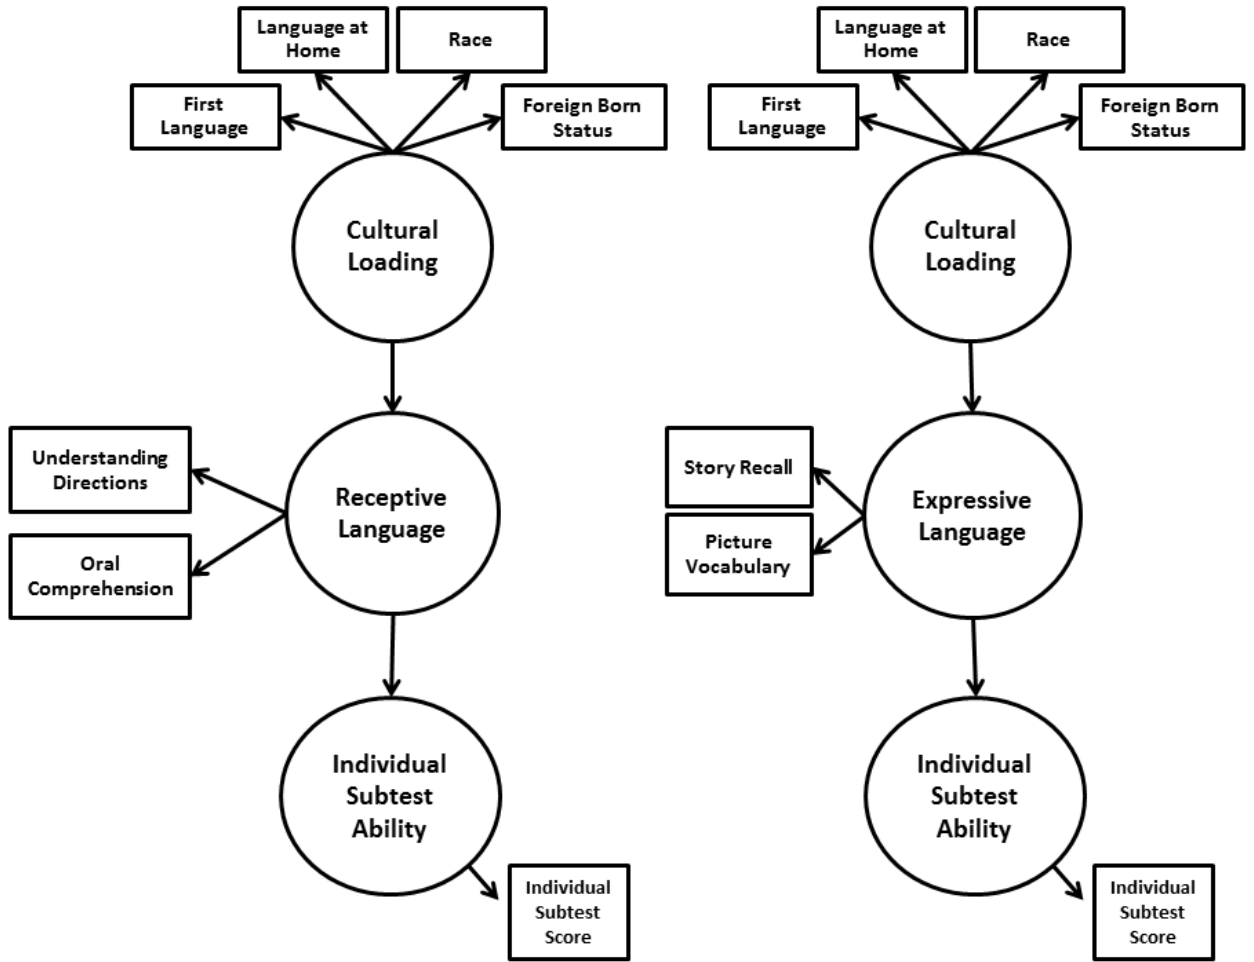 Language at
Home
Race
First
Language
Foreign Born
Status
Cultural
Loading
Understanding
Directions
Oral
Comprehension
Receptive
Language
Individual
Subtest
Ability
Individual
Subtest
Score
Language at
Home
Race
First
Language
Foreign Born
Status
Cultural
Loading
Story Recall
Picture
Vocabulary
Expressive
Language
Individual
Subtest
Ability
Individual
Subtest
Score